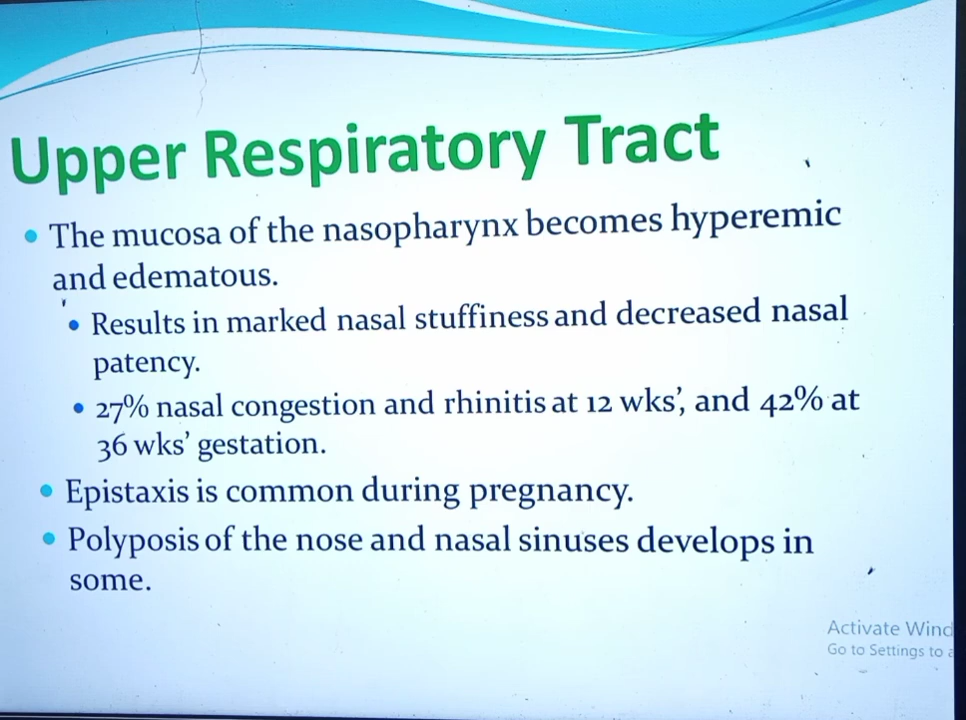 Upper Respiratory Tract
• The mucosa of the nasopharynx becomes hyperemic
and edematous.
• Results in marked nasal stuffiness and decreased nasal
patency.
• 27% nasal congestion and rhinitis at 12 wks’, and 42% at
36 wks’ gestation.
• Epistaxis is common during pregnancy.
• Polyposis of the nose and nasal sinuses develops in
some.
Activate Wind
Go to Settings to a